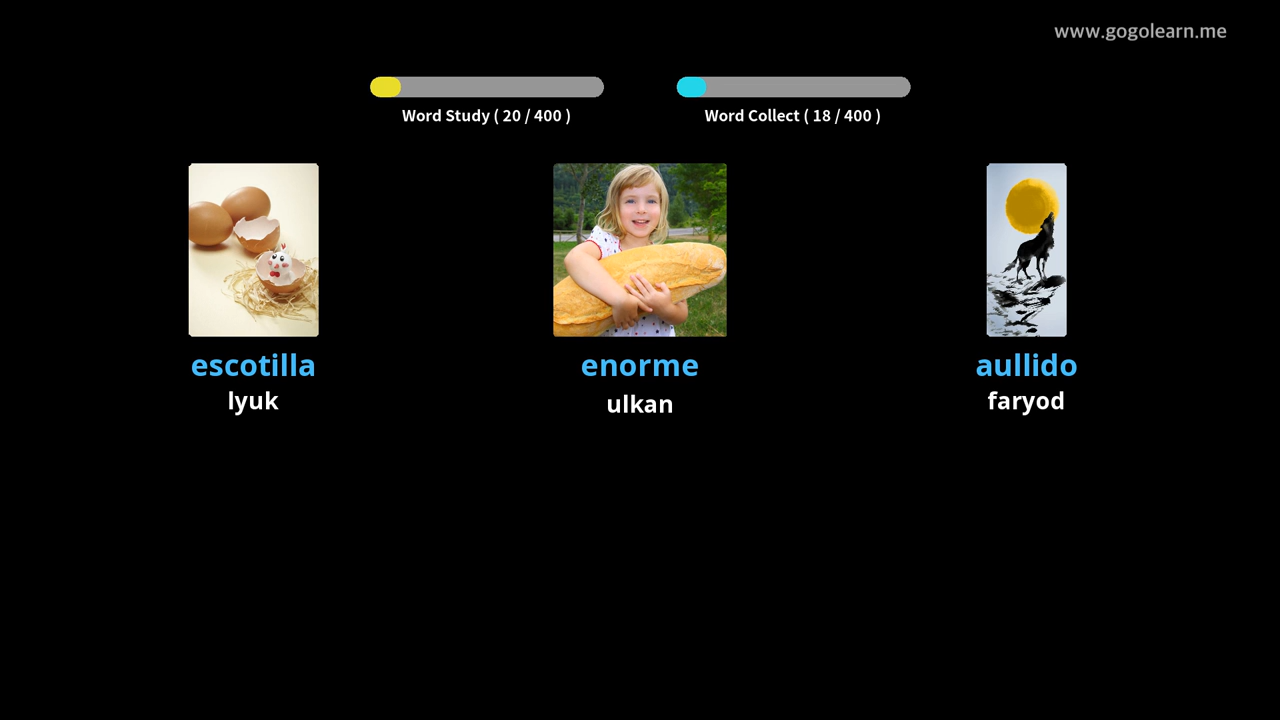 www.gogolearn.me
Word Study ( 20 / 400 )
Word Collect ( 18 / 400 )
escotilla
lyuk
enorme
ulkan
aullido
faryod